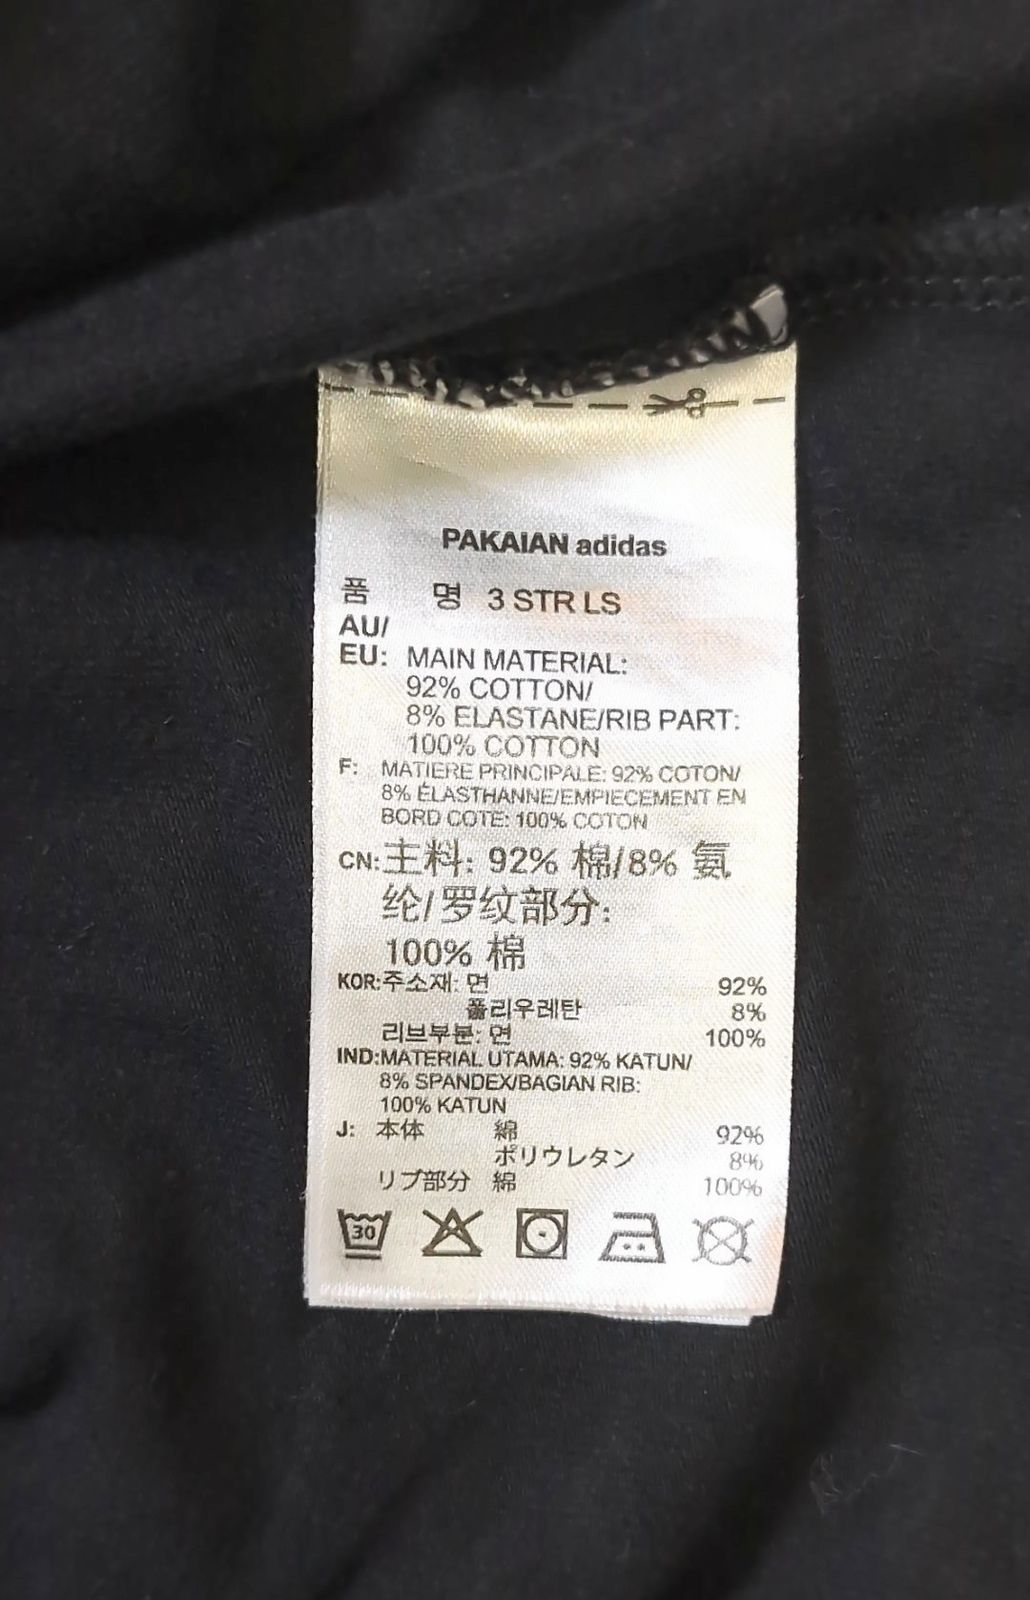 PAKAIAN adidas
품 명 3 STR LS
AU/
EU: MAIN MATERIAL:
92% COTTON/
8% ELASTANE/RIB PART:
100% COTTON
F: MATIERE PRINCIPALE: 92% COTON/
8% ÉLASTHANNE/EMPIECEMENT EN
BORD COTE: 100% COTON
CN: 主料: 92% 棉/8% 氨
纶/罗纹部分:
100% 棉
KOR: 주소재: 면 92%
폴리우레탄 8%
리브부분: 면 100%
IND: MATERIAL UTAMA: 92% KATUN/
8% SPANDEX/BAGIAN RIB:
100% KATUN
J: 本体 綿 92%
ポリウレタン 8%
リブ部分 綿 100%
30